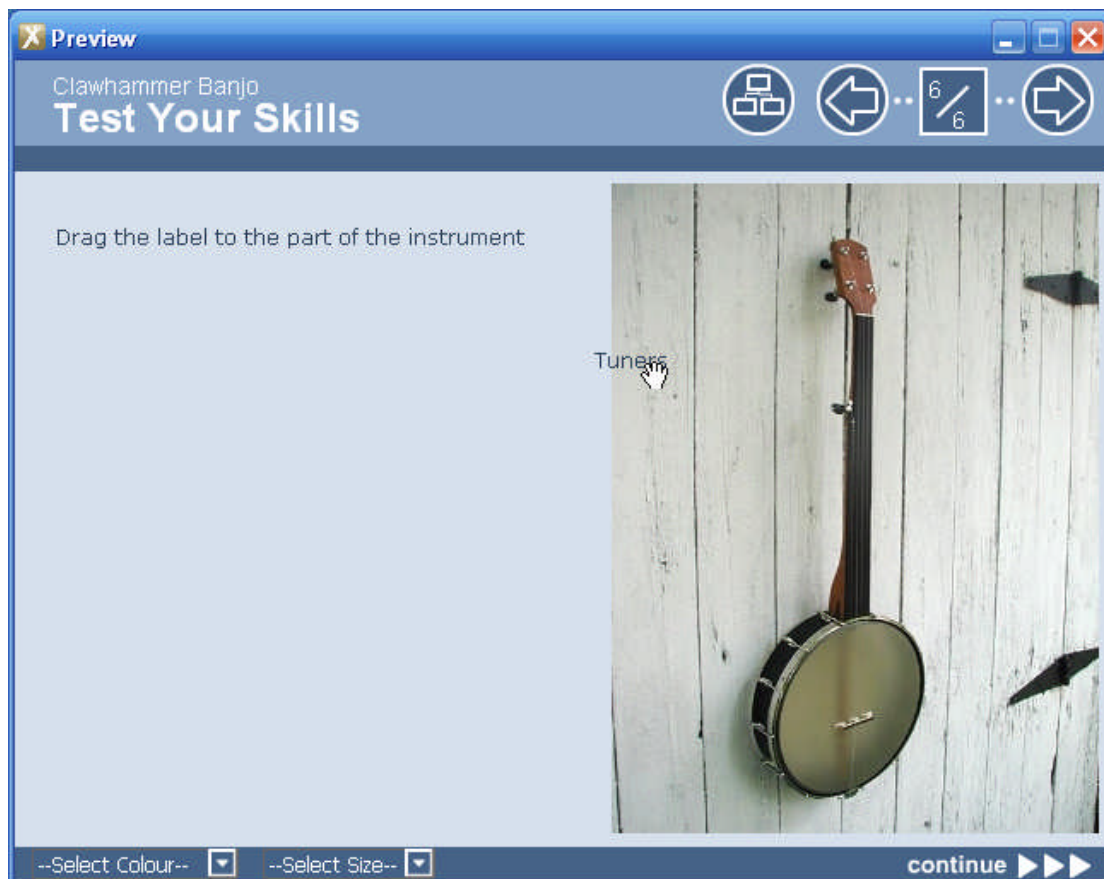 Preview
Clawhammer Banjo
Test Your Skills
6/6
Drag the label to the part of the instrument
Tuners
--Select Colour--
--Select Size--
continue